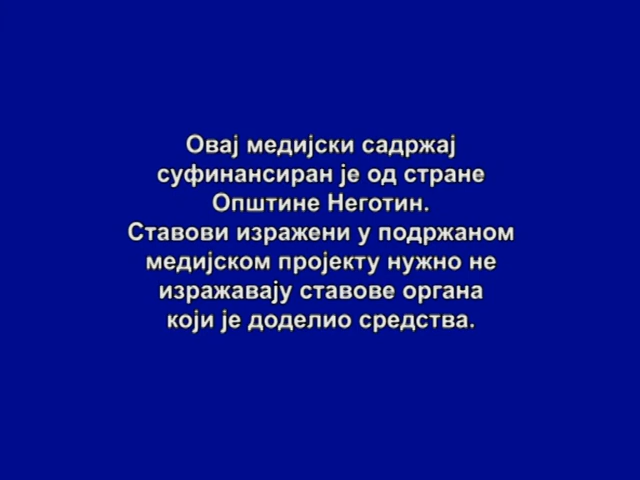 Овај медијски садржај
суфинансиран је од стране
Општине Неготин.
Ставови изражени у подржаном
медијском пројекту нужно не
изражавају ставове органа
који је доделио средства.